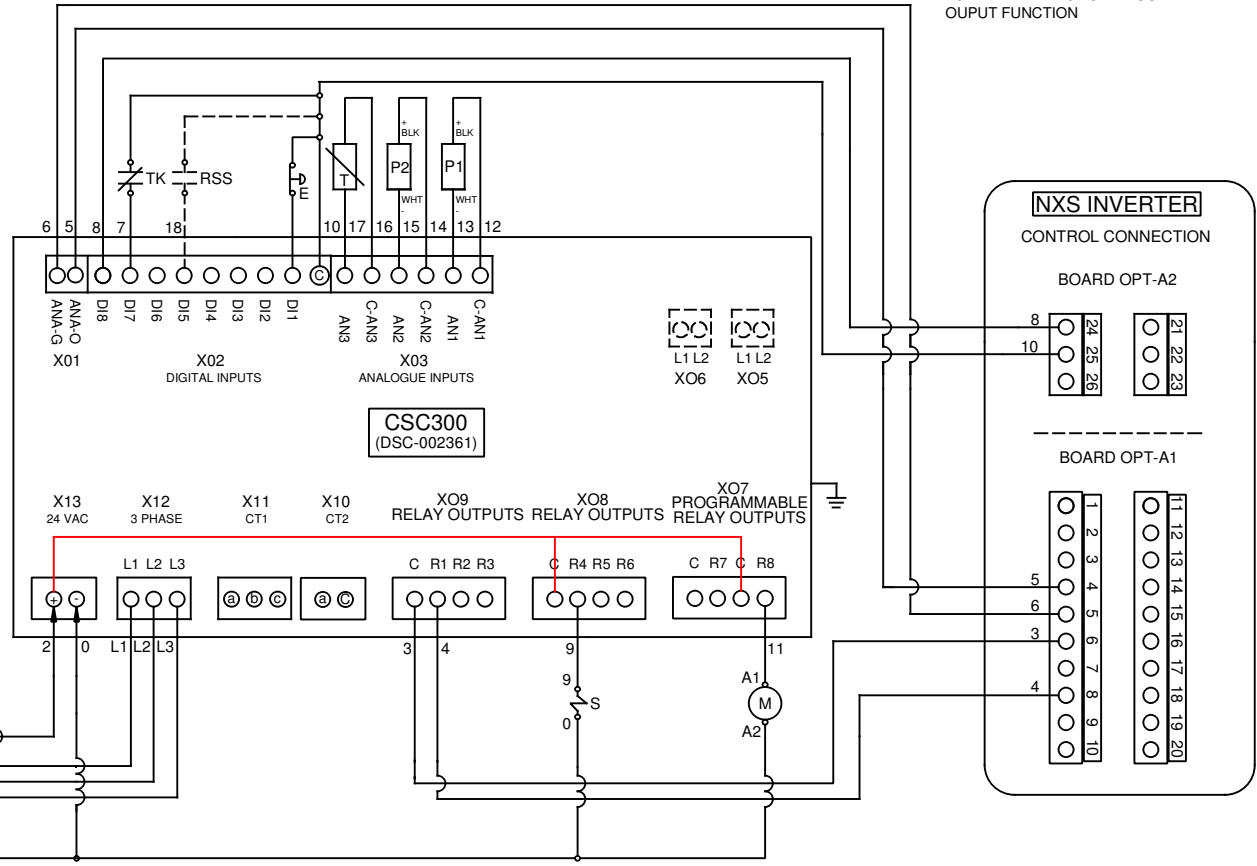 OUPUT FUNCTION
+
BLK
+
BLK
TK
RSS
E
T
P2
P1
WHT
-
WHT
-
6 5 8 7 18 10 17 16 15 14 13 12
C
ANA-G
ANA-O
DI8
DI7
DI6
DI5
DI4
DI3
DI2
DI1
AN3
C-AN3
AN2
C-AN2
AN1
C-AN1
X01
X02
DIGITAL INPUTS
X03
ANALOGUE INPUTS
L1 L2
XO6
L1 L2
XO5
CSC300
(DSC-002361)
X13
24 VAC
X12
3 PHASE
X11
CT1
X10
CT2
XO9
RELAY OUTPUTS
XO8
RELAY OUTPUTS
XO7
PROGRAMMABLE
RELAY OUTPUTS
L1 L2 L3
C R1 R2 R3
C R4 R5 R6
C R7 C R8
+ -
a b c
a C
2 0
L1 L2 L3
3 4
9
11
9
S
0
A1
M
A2
NXS INVERTER
CONTROL CONNECTION
BOARD OPT-A2
8
10
24
25
26
21
22
23
BOARD OPT-A1
5
6
3
4
1
2
3
4
5
6
7
8
9
10
11
12
13
14
15
16
17
18
19
20